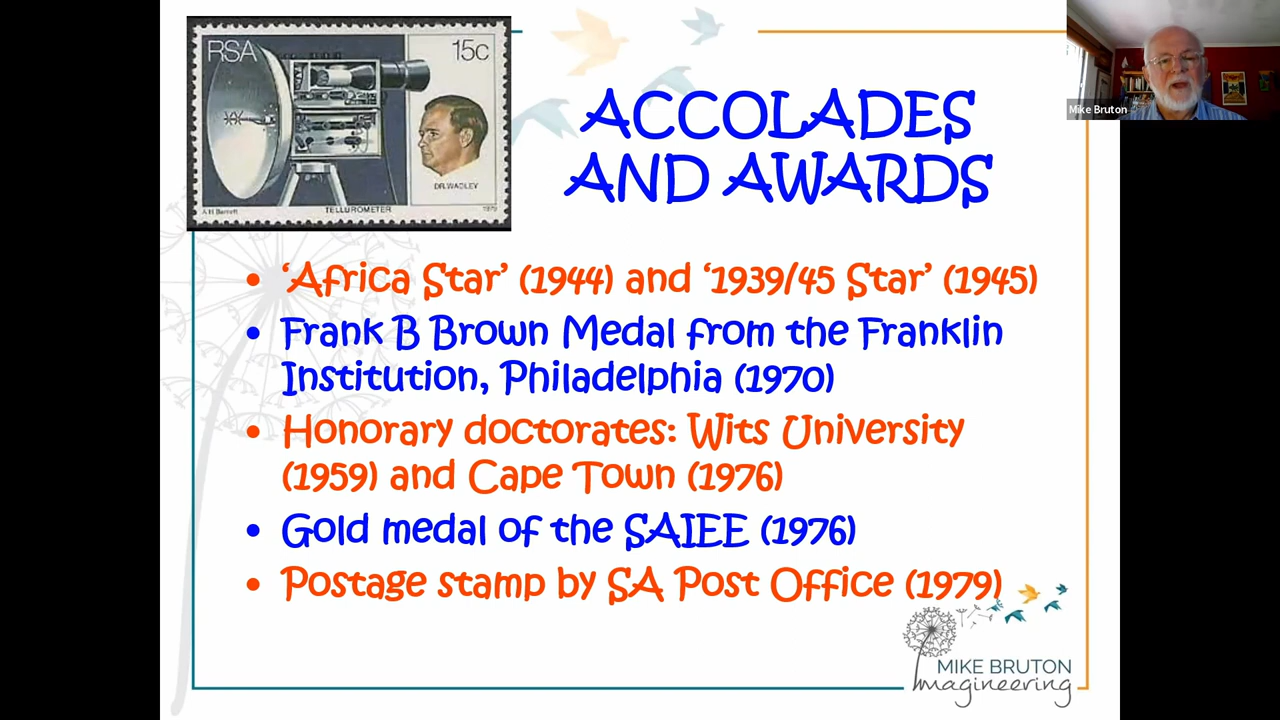 RSA 15c
DR.WADLEY
A H Barrett TELLUROMETER 1979
Mike Bruton
ACCOLADES
AND AWARDS
• ‘Africa Star’ (1944) and ‘1939/45 Star’ (1945)
• Frank B Brown Medal from the Franklin
Institution, Philadelphia (1970)
• Honorary doctorates: Wits University
(1959) and Cape Town (1976)
• Gold medal of the SAIEE (1976)
• Postage stamp by SA Post Office (1979)
MIKE BRUTON
Imagineering